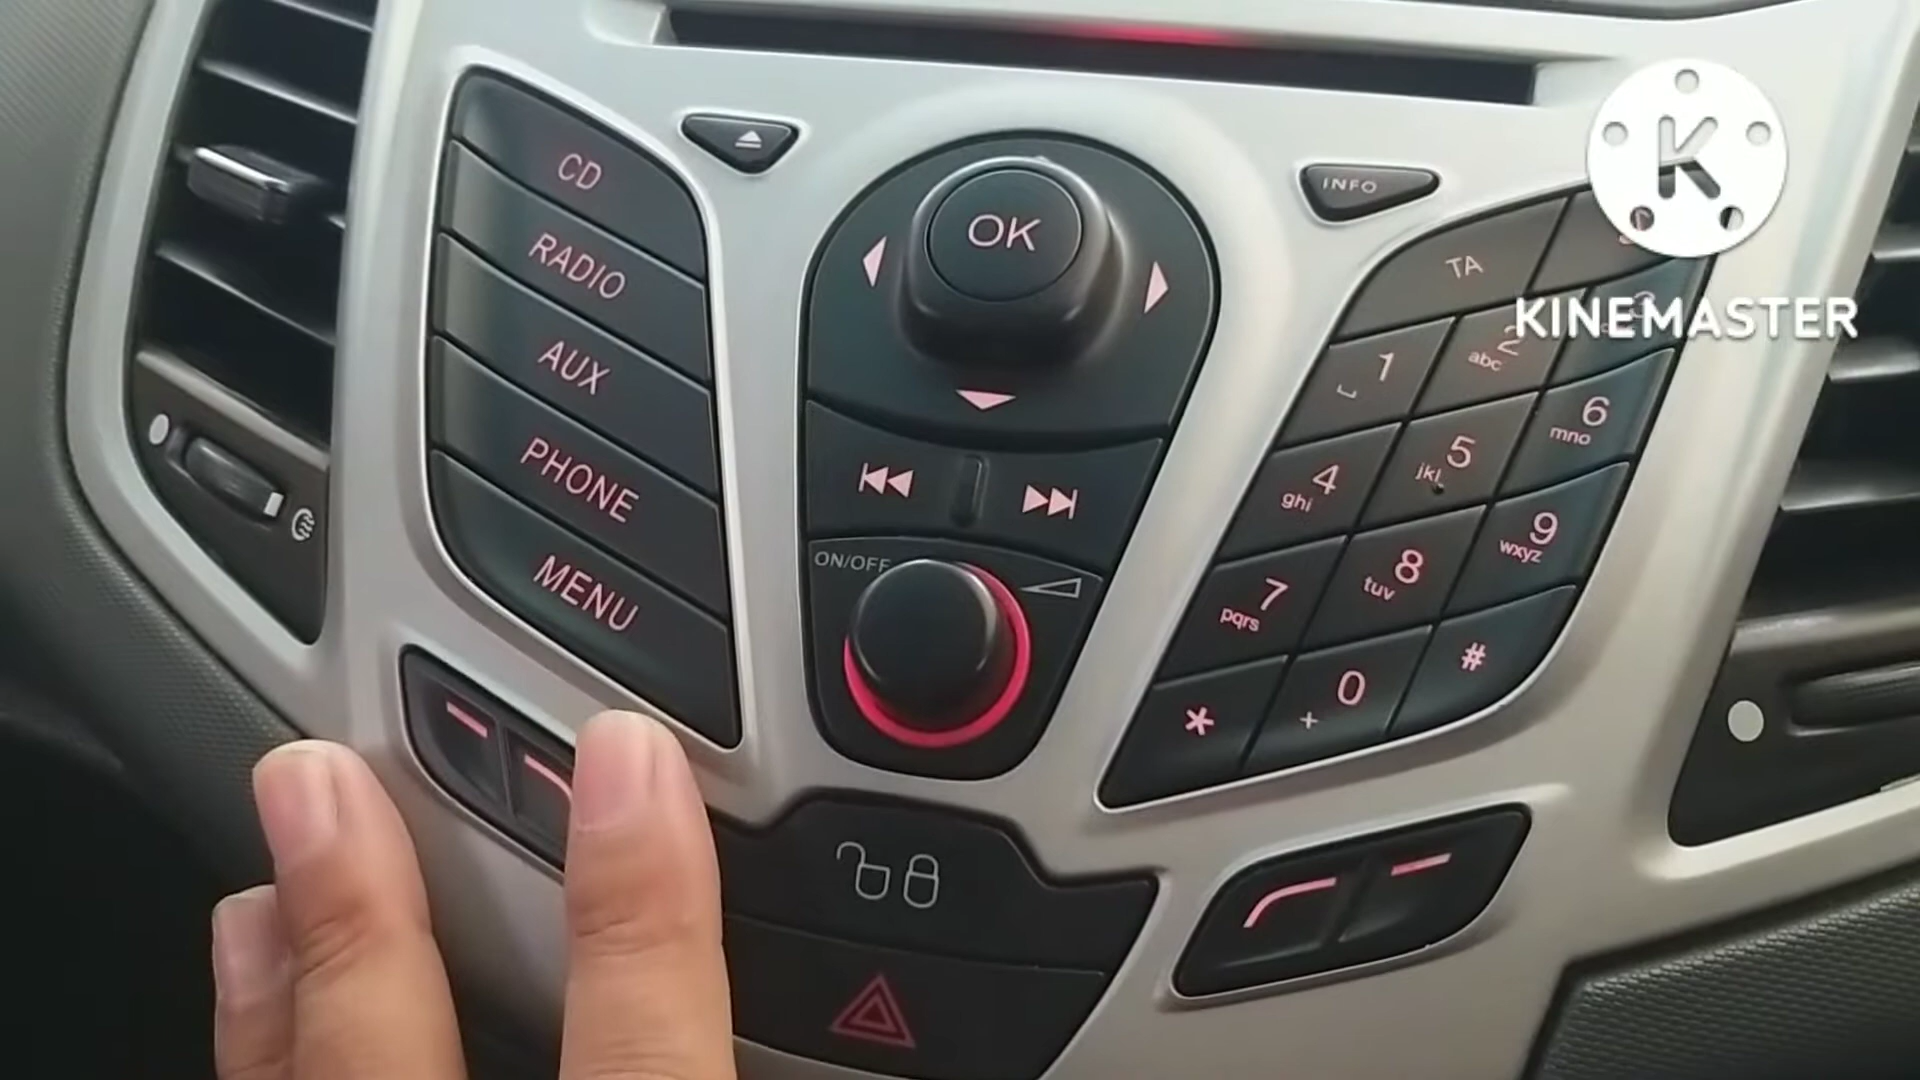 CD
RADIO
AUX
PHONE
MENU
OK
ON/OFF
INFO
TA
1
2 abc
3
4 ghi
5 jkl
6 mno
7 pqrs
8 tuv
9 wxyz
*
0 +
#
K
KINEMASTER